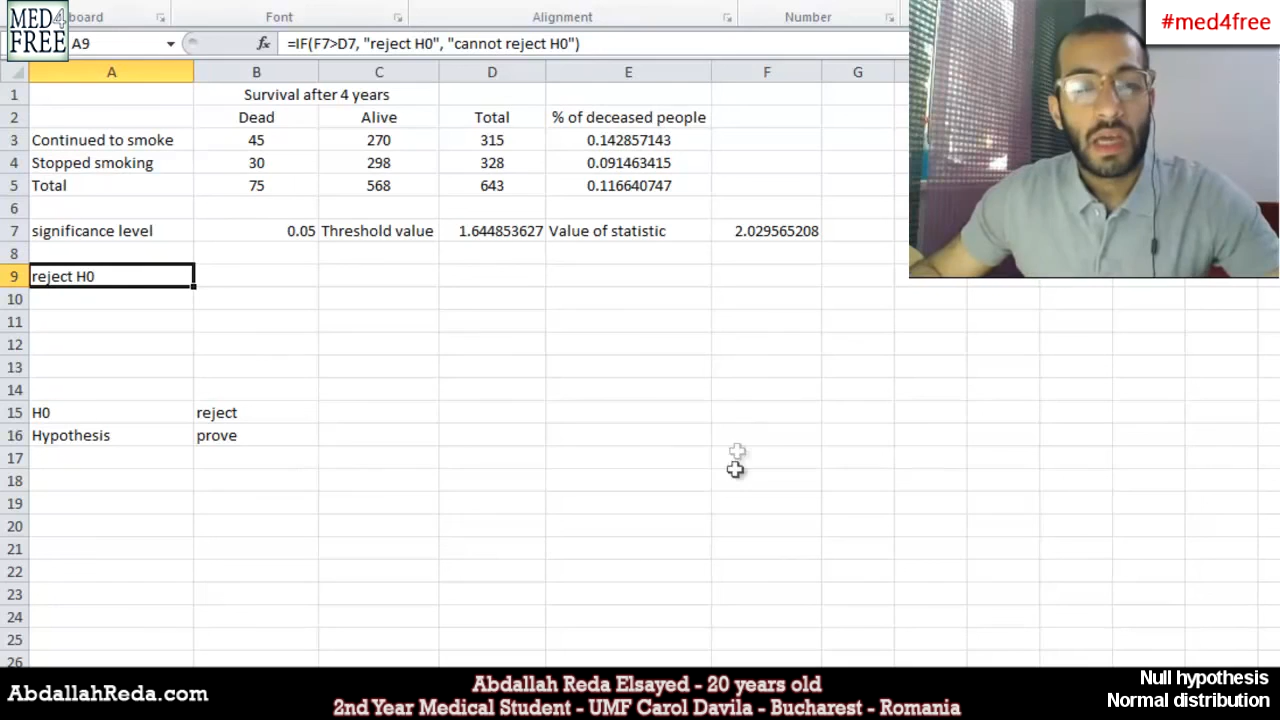 MED4
FREE
board
Font
Alignment
Number
#med4free
A9
fx
=IF(F7>D7, "reject H0", "cannot reject H0")
A B C D E F G
1 Survival after 4 years
2 Dead Alive Total % of deceased people
3 Continued to smoke 45 270 315 0.142857143
4 Stopped smoking 30 298 328 0.091463415
5 Total 75 568 643 0.116640747
6
7 significance level 0.05 Threshold value 1.644853627 Value of statistic 2.029565208
8
9 reject H0
10
11
12
13
14
15 H0 reject
16 Hypothesis prove
17
18
19
20
21
22
23
24
25
26
AbdallahReda.com
Abdallah Reda Elsayed - 20 years old
2nd Year Medical Student - UMF Carol Davila - Bucharest - Romania
Null hypothesis
Normal distribution